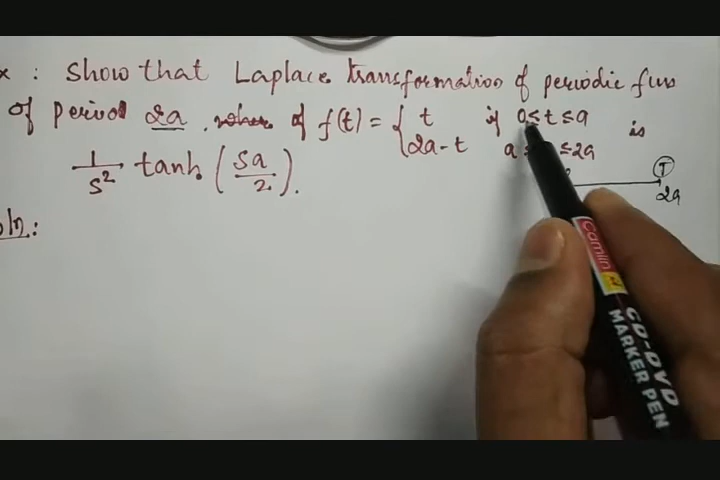 x : Show that Laplace transformation of periodic fun
of period 2a of f(t) = { t if 0 ≤ t ≤ a is
2a - t a ≤ ≤ 2a
1/s² tanh (sa/2).
T
2a
oln:
Camlin
CD-DVD
MARKER PEN